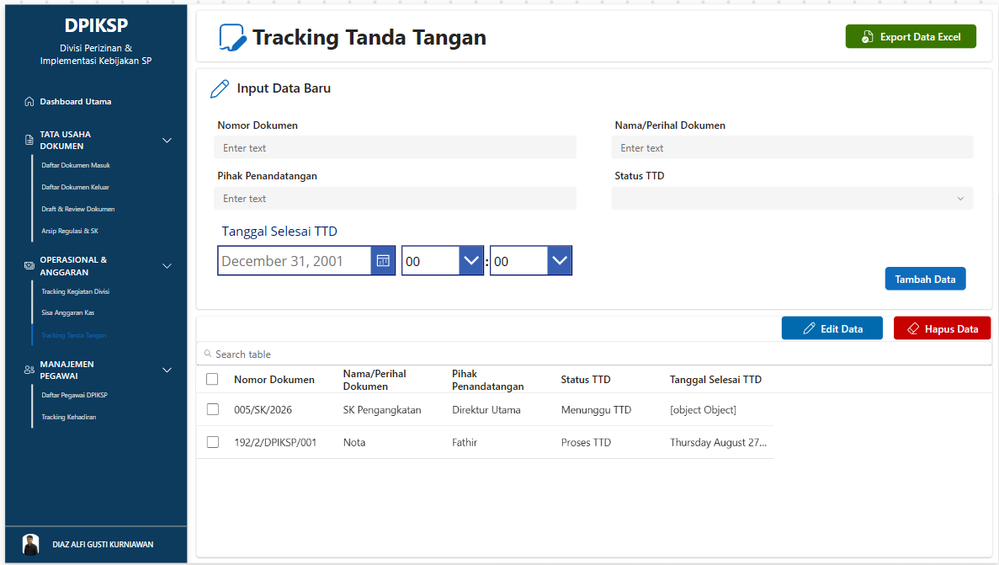 DPIKSP
Divisi Perizinan &
Implementasi Kebijakan SP
Dashboard Utama
TATA USAHA
DOKUMEN
Daftar Dokumen Masuk
Daftar Dokumen Keluar
Draft & Review Dokumen
Arsip Regulasi & SK
OPERASIONAL &
ANGGARAN
Tracking Kegiatan Divisi
Sisa Anggaran Kas
Tracking Tanda Tangan
MANAJEMEN
PEGAWAI
Daftar Pegawai DPIKSP
Tracking Kehadiran
DIAZ ALFI GUSTI KURNIAWAN
Tracking Tanda Tangan
Export Data Excel
Input Data Baru
Nomor Dokumen
Nama/Perihal Dokumen
Enter text
Enter text
Pihak Penandatangan
Status TTD
Enter text
Tanggal Selesai TTD
December 31, 2001 00 : 00
Tambah Data
Edit Data
Hapus Data
Search table
Nomor Dokumen
Nama/Perihal
Dokumen
Pihak
Penandatangan
Status TTD
Tanggal Selesai TTD
005/SK/2026 SK Pengangkatan Direktur Utama Menunggu TTD [object Object]
192/2/DPIKSP/001 Nota Fathir Proses TTD Thursday August 27...